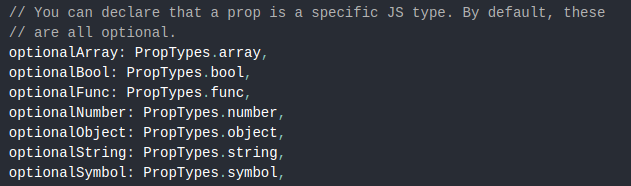 // You can declare that a prop is a specific JS type. By default, these
// are all optional.
optionalArray: PropTypes.array,
optionalBool: PropTypes.bool,
optionalFunc: PropTypes.func,
optionalNumber: PropTypes.number,
optionalObject: PropTypes.object,
optionalString: PropTypes.string,
optionalSymbol: PropTypes.symbol,